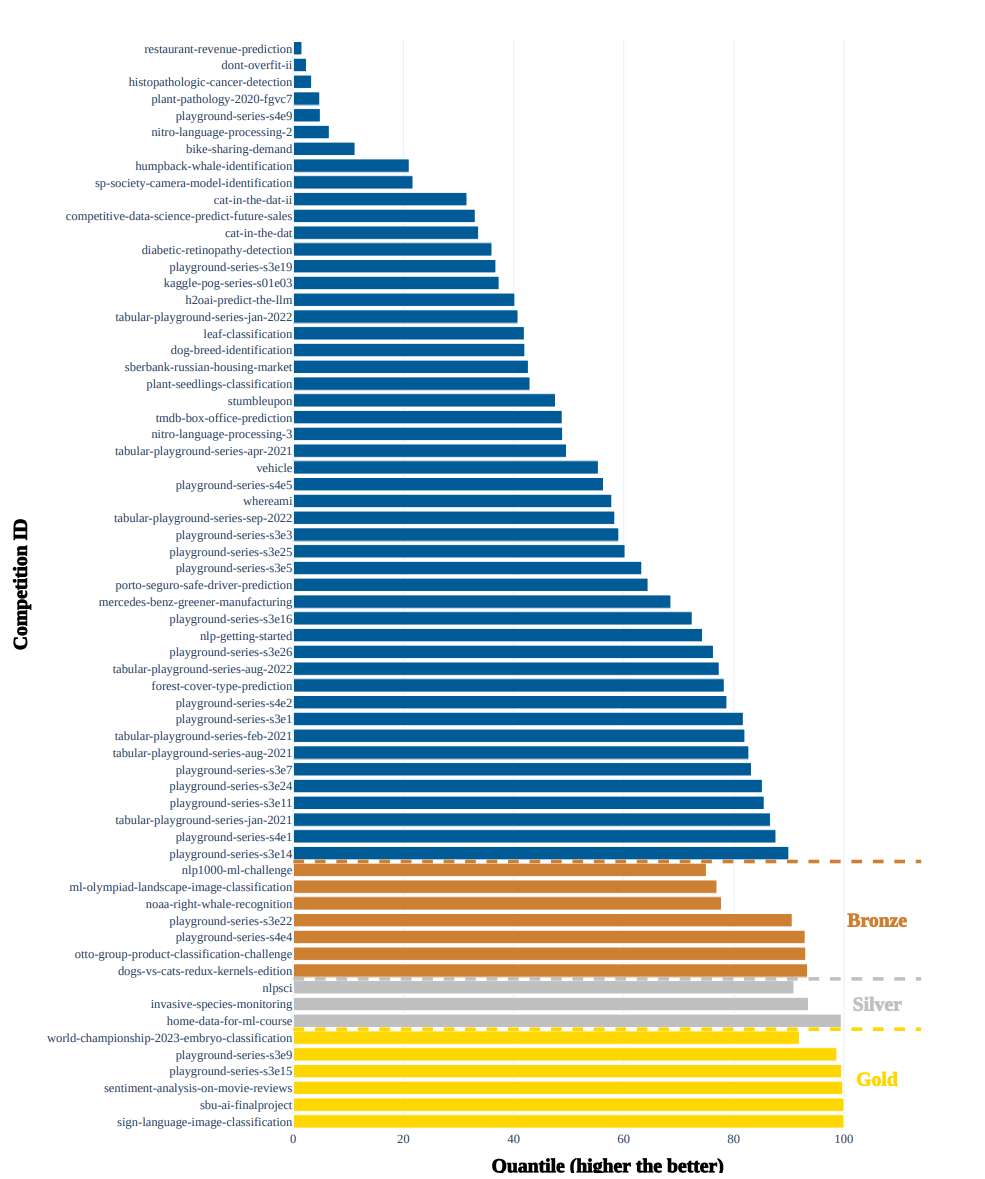 restaurant-revenue-prediction
dont-overfit-ii
histopathologic-cancer-detection
plant-pathology-2020-fgvc7
playground-series-s4e9
nitro-language-processing-2
bike-sharing-demand
humpback-whale-identification
sp-society-camera-model-identification
cat-in-the-dat-ii
competitive-data-science-predict-future-sales
cat-in-the-dat
diabetic-retinopathy-detection
playground-series-s3e19
kaggle-pog-series-s01e03
h2oai-predict-the-llm
tabular-playground-series-jan-2022
leaf-classification
dog-breed-identification
sberbank-russian-housing-market
plant-seedlings-classification
stumbleupon
tmdb-box-office-prediction
nitro-language-processing-3
tabular-playground-series-apr-2021
vehicle
playground-series-s4e5
whereami
tabular-playground-series-sep-2022
playground-series-s3e3
playground-series-s3e25
playground-series-s3e5
porto-seguro-safe-driver-prediction
mercedes-benz-greener-manufacturing
playground-series-s3e16
nlp-getting-started
playground-series-s3e26
tabular-playground-series-aug-2022
forest-cover-type-prediction
playground-series-s4e2
playground-series-s3e1
tabular-playground-series-feb-2021
tabular-playground-series-aug-2021
playground-series-s3e7
playground-series-s3e24
playground-series-s3e11
tabular-playground-series-jan-2021
playground-series-s4e1
playground-series-s3e14
nlp1000-ml-challenge
ml-olympiad-landscape-image-classification
noaa-right-whale-recognition
playground-series-s3e22
playground-series-s4e4
otto-group-product-classification-challenge
dogs-vs-cats-redux-kernels-edition
nlpsci
invasive-species-monitoring
home-data-for-ml-course
world-championship-2023-embryo-classification
playground-series-s3e9
playground-series-s3e15
sentiment-analysis-on-movie-reviews
sbu-ai-finalproject
sign-language-image-classification
Competition ID
Bronze
Silver
Gold
0 20 40 60 80 100
Quantile (higher the better)